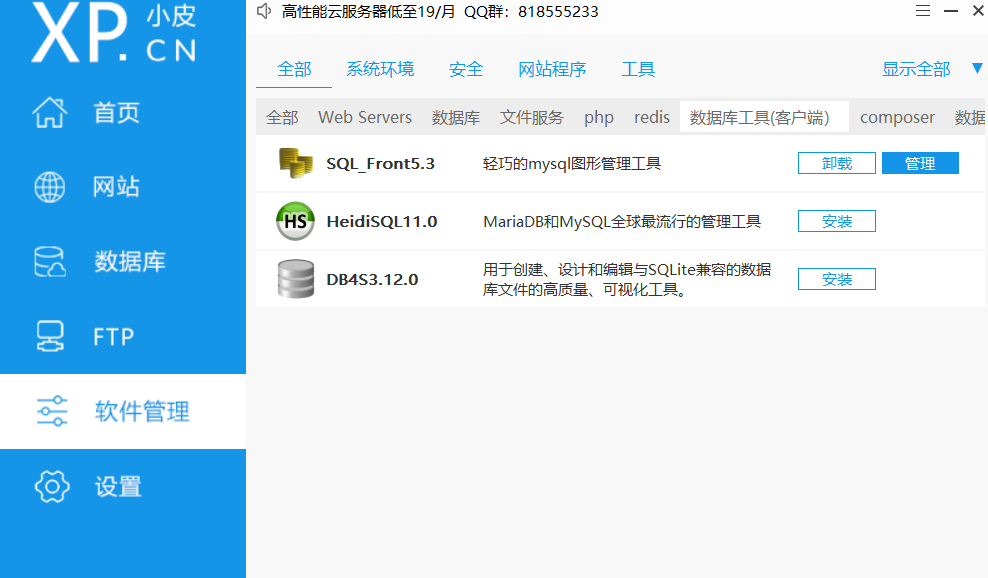 XP.CN 小皮
高性能云服务器低至19/月 QQ群：818555233
首页
网站
数据库
FTP
软件管理
设置
全部 系统环境 安全 网站程序 工具 显示全部
全部 Web Servers 数据库 文件服务 php redis 数据库工具(客户端) composer 数据
SQL_Front5.3 轻巧的mysql图形管理工具 卸载 管理
HeidiSQL11.0 MariaDB和MySQL全球最流行的管理工具 安装
DB4S3.12.0 用于创建、设计和编辑与SQLite兼容的数据
库文件的高质量、可视化工具。 安装
HS